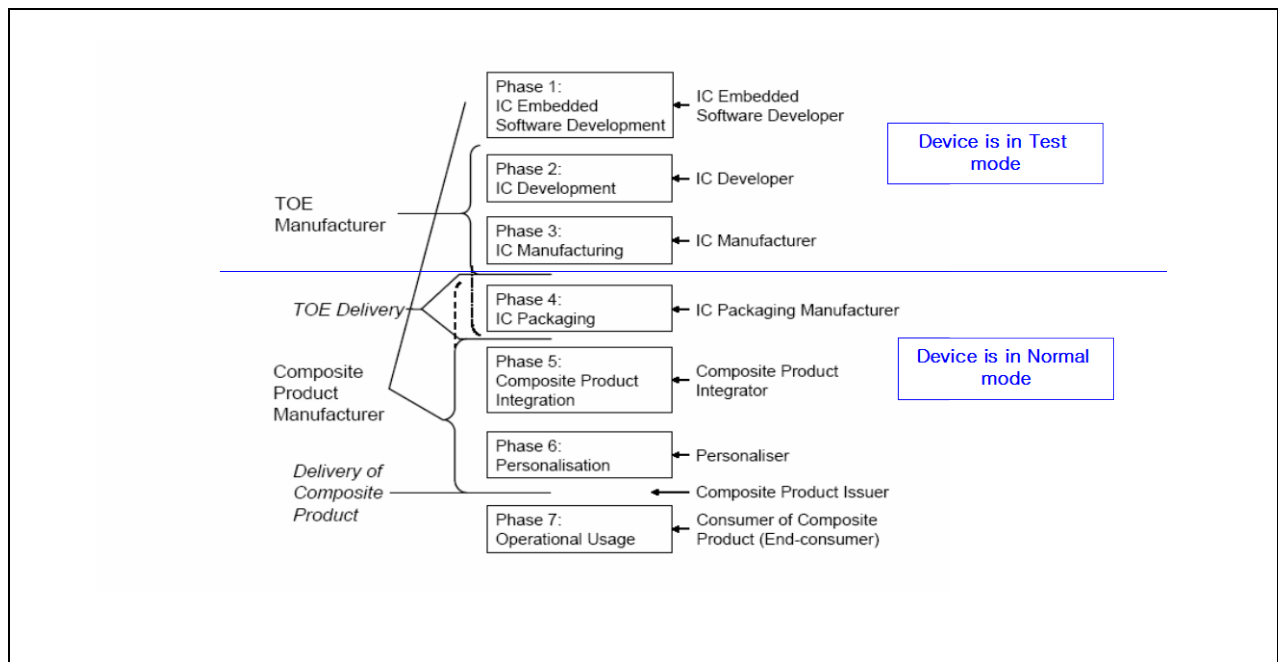 Phase 1:
IC Embedded
Software Development
IC Embedded
Software Developer
Device is in Test
mode
Phase 2:
IC Development
IC Developer
TOE
Manufacturer
Phase 3:
IC Manufacturing
IC Manufacturer
TOE Delivery
Phase 4:
IC Packaging
IC Packaging Manufacturer
Device is in Normal
mode
Composite
Product
Manufacturer
Phase 5:
Composite Product
Integration
Composite Product
Integrator
Phase 6:
Personalisation
Personaliser
Delivery of
Composite
Product
Composite Product Issuer
Phase 7:
Operational Usage
Consumer of Composite
Product (End-consumer)